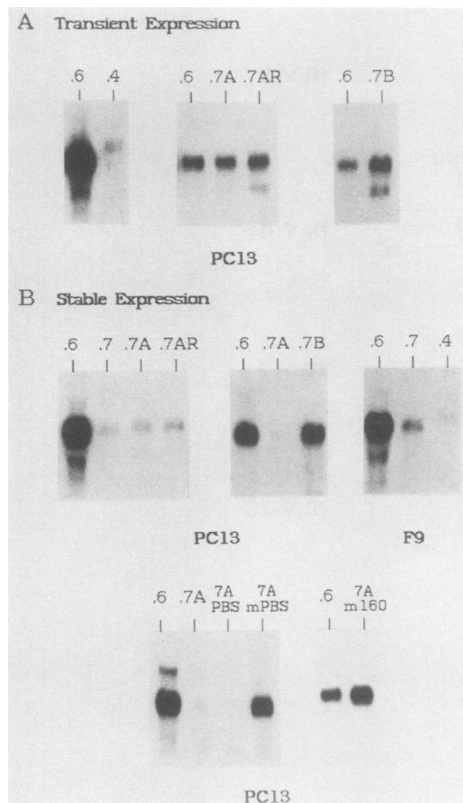 A Transient Expression
.6 .4 .6 .7A .7AR .6 .7B
PC13
B Stable Expression
.6 .7 .7A .7AR .6 .7A .7B .6 .7 .4
PC13 F9
.6 .7A 7A PBS 7A mPBS .6 7A m160
PC13